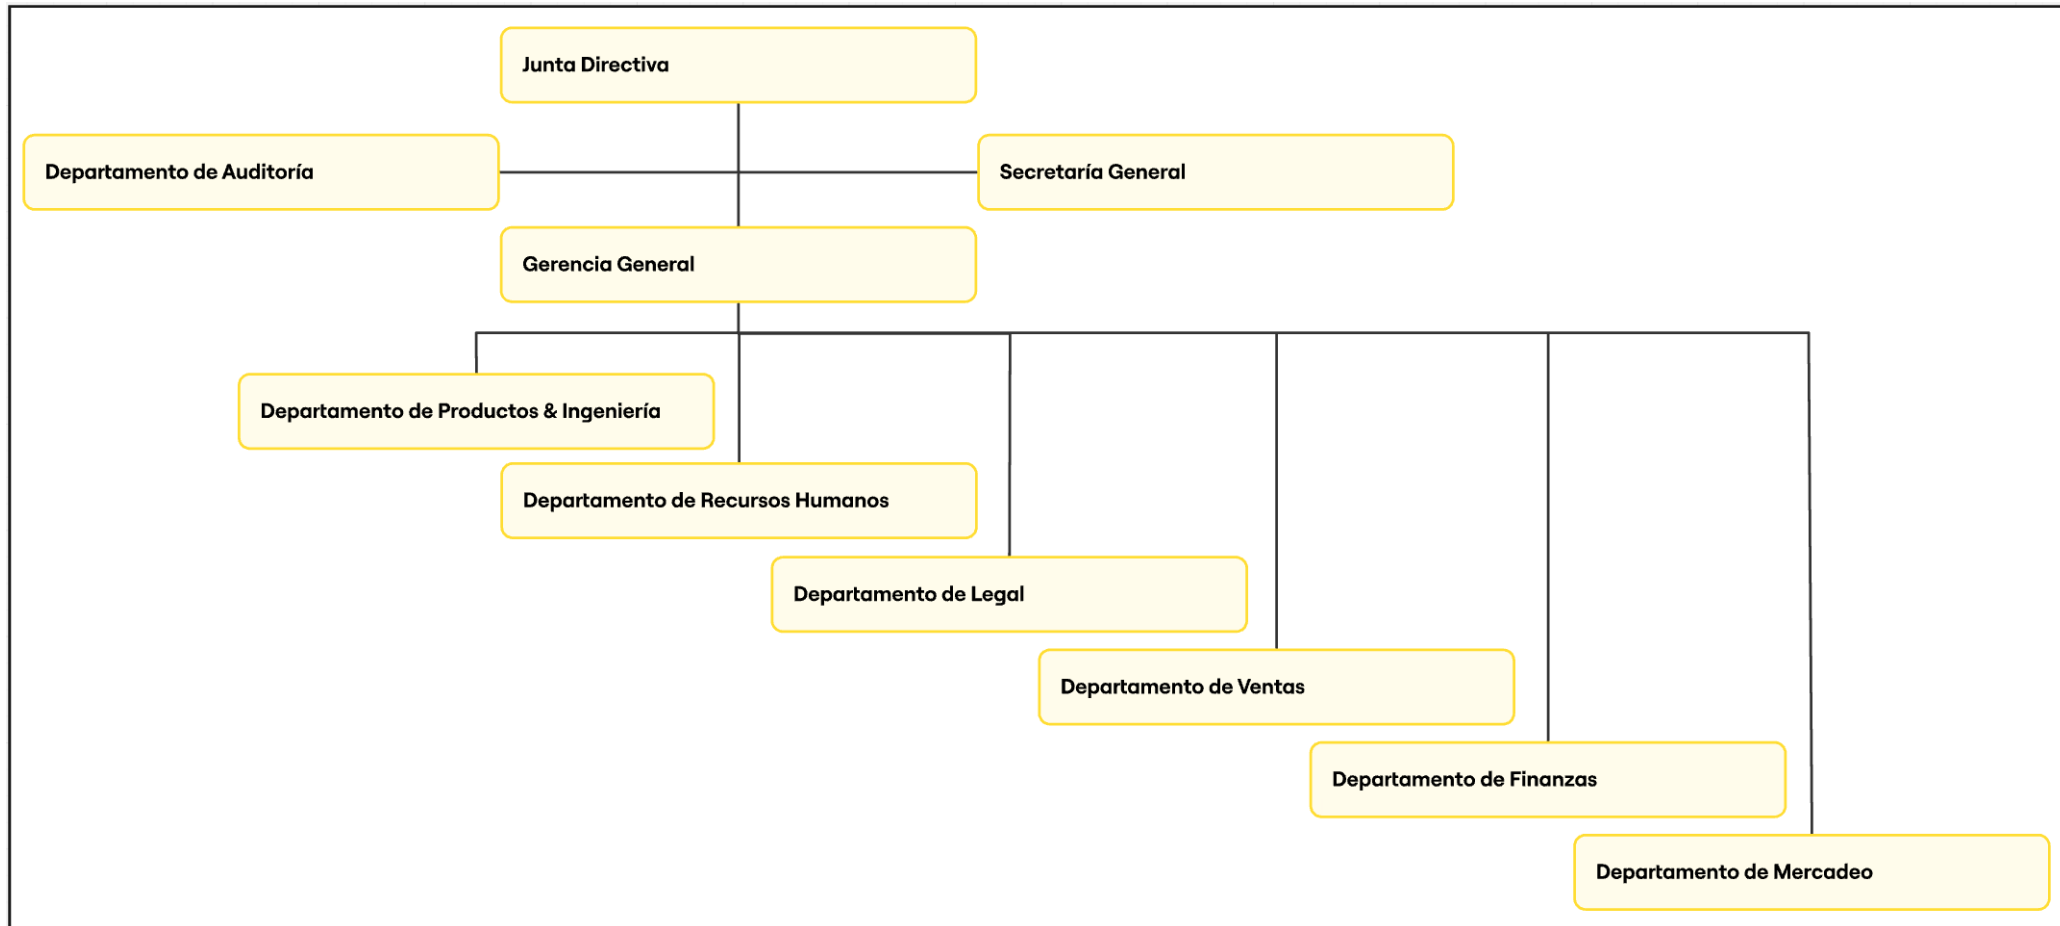 Junta Directiva
Departamento de Auditoría
Secretaría General
Gerencia General
Departamento de Productos & Ingeniería
Departamento de Recursos Humanos
Departamento de Legal
Departamento de Ventas
Departamento de Finanzas
Departamento de Mercadeo